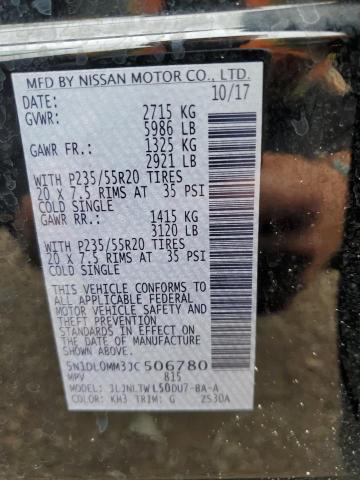 MFD BY NISSAN MOTOR CO., LTD.
DATE: 10/17
GVWR: 2715 KG
5986 LB
GAWR FR.: 1325 KG
2921 LB
WITH P235/55R20 TIRES
20 X 7.5 RIMS AT 35 PSI
COLD SINGLE
GAWR RR.: 1415 KG
3120 LB
WITH P235/55R20 TIRES
20 X 7.5 RIMS AT 35 PSI
COLD SINGLE
THIS VEHICLE CONFORMS TO
ALL APPLICABLE FEDERAL
MOTOR VEHICLE SAFETY AND
THEFT PREVENTION
STANDARDS IN EFFECT ON
THE DATE OF MANUFACTURE
SHOWN ABOVE.
5N1DL0MM3JC506780
MPV 815
MODEL: JLJNLTW L50DU7-BA-A
COLOR: KH3 TRIM: G 2S30A